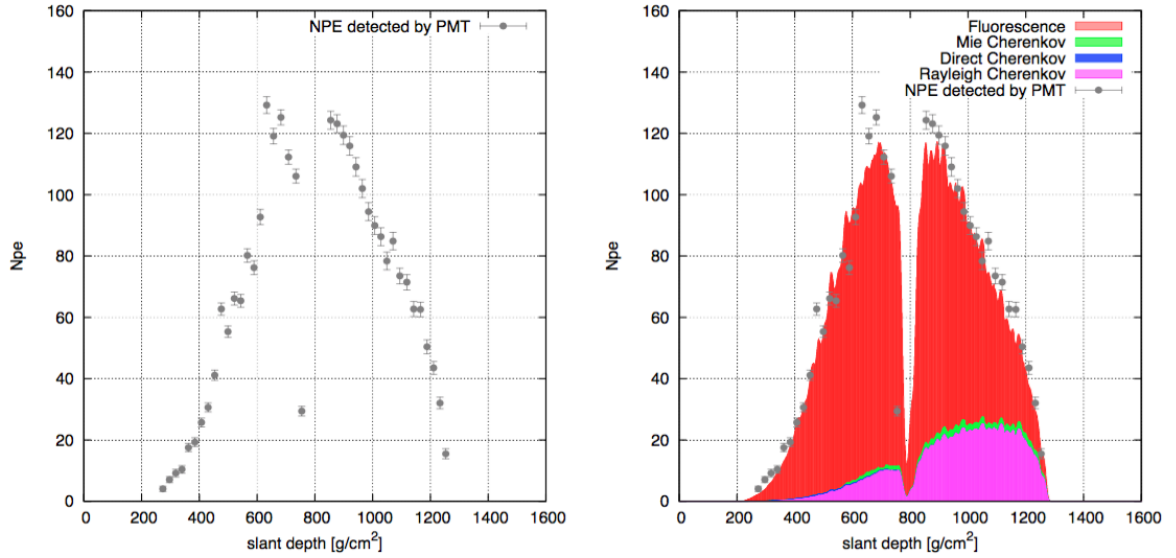 NPE detected by PMT
160
140
120
100
80
60
40
20
0
Npe
0 200 400 600 800 1000 1200 1400 1600
slant depth [g/cm²]
Fluorescence
Mie Cherenkov
Direct Cherenkov
Rayleigh Cherenkov
NPE detected by PMT
160
140
120
100
80
60
40
20
0
Npe
0 200 400 600 800 1000 1200 1400 1600
slant depth [g/cm²]